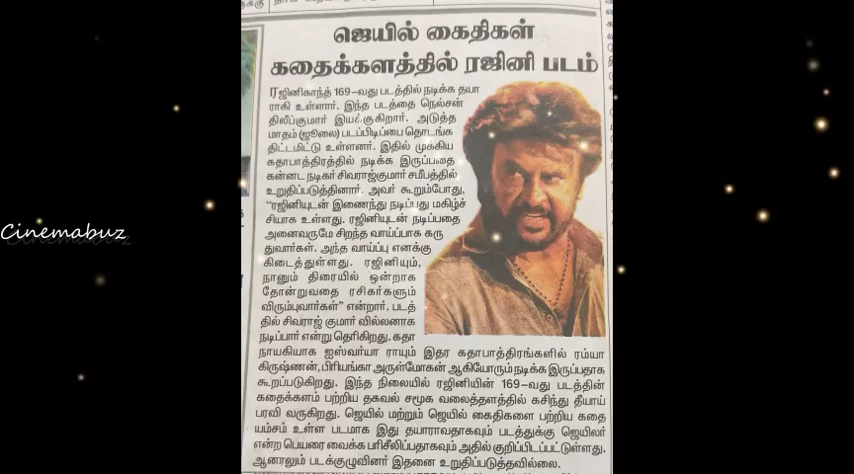 ஜெயில் கைதிகள்
கதைக்களத்தில் ரஜினி படம்
ரஜினிகாந்த் 169-வது படத்தில் நடிக்க தயா
ராகி உள்ளார். இந்த படத்தை நெல்சன்
திலீப்குமார் இயக்குகிறார். அடுத்த
மாதம் (ஜூலை) படப்பிடிப்பை தொடங்க
திட்டமிட்டு உள்ளனர். இதில் முக்கிய
கதாபாத்திரத்தில் நடிக்க இருப்பதை
கன்னட நடிகர் சிவராஜ்குமார் சமீபத்தில்
உறுதிப்படுத்தினார். அவர் கூறும்போது,
"ரஜினியுடன் இணைந்து நடிப்பது மகிழ்ச்
சியாக உள்ளது. ரஜினியுடன் நடிப்பதை
அனைவருமே சிறந்த வாய்ப்பாக கரு
துவார்கள். அந்த வாய்ப்பு எனக்கு
கிடைத்துள்ளது. ரஜினியும்,
நானும் திரையில் ஒன்றாக
தோன்றுவதை ரசிகர்களும்
விரும்புவார்கள்" என்றார். படத்
தில் சிவராஜ் குமார் வில்லனாக
நடிப்பார் என்று தெரிகிறது. கதா
நாயகியாக ஐஸ்வர்யா ராயும் இதர கதாபாத்திரங்களில் ரம்யா
கிருஷ்ணன், பிரியங்கா அருள்மோகன் ஆகியோரும் நடிக்க இருப்பதாக
கூறப்படுகிறது. இந்த நிலையில் ரஜினியின் 169-வது படத்தின்
கதைக்களம் பற்றிய தகவல் சமூக வலைத்தளத்தில் கசிந்து தீயாய்
பரவி வருகிறது. ஜெயில் மற்றும் ஜெயில் கைதிகளை பற்றிய கதை
யம்சம் உள்ள படமாக இது தயாராவதாகவும் படத்துக்கு ஜெயிலர்
என்ற பெயரை வைக்க பரிசீலிப்பதாகவும் அதில் குறிப்பிடப்பட்டுள்ளது.
ஆனாலும் படக்குழுவினர் இதனை உறுதிப்படுத்தவில்லை.
Cinemabuz